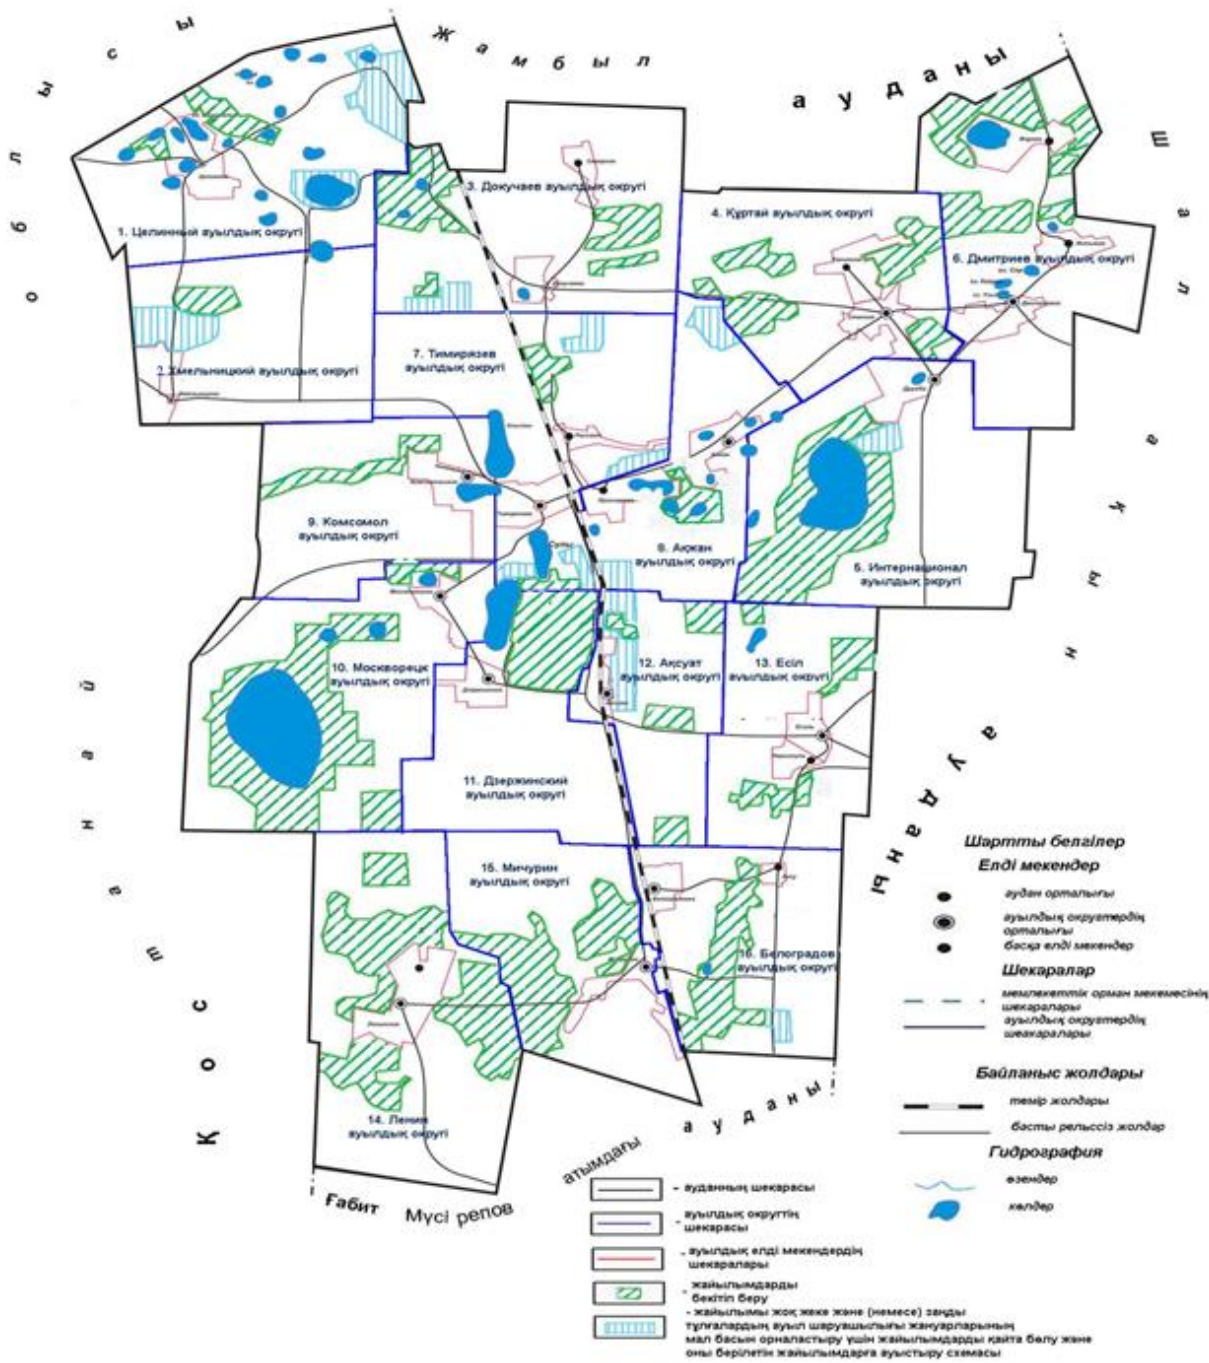 Жамбыл ауданы
Шал ақын ауданы
Қостанай облысы
1. Целинный ауылдық округі
2. Хмельницкий ауылдық округі
3. Докучаев ауылдық округі
4. Құртай ауылдық округі
6. Дмитриев ауылдық округі
7. Тимирязев
ауылдық округі
9. Комсомол
ауылдық округі
8. Ақжан
ауылдық округі
5. Интернационал
ауылдық округі
10. Москворецк
ауылдық округі
12. Ақсуат
ауылдық округі
13. Есіл
ауылдық округі
11. Дзержинский
ауылдық округі
15. Мичурин
ауылдық округі
16. Белоградов
ауылдық округі
14. Ленин
ауылдық округі
Ғабит Мүсірепов атымдағы ауданы
Шартты белгілер
Елді мекендер
аудан орталығы
ауылдық округтердің
орталығы
басқа елді мекендер
Шекаралар
мемлекеттік орман мекемесінің
шекаралары
ауылдық округтердің
шекаралары
Байланыс жолдары
темір жолдары
басты рельссіз жолдар
Гидрография
өзендер
көлдер
- ауданның шекарасы
- ауылдық округтің
шекарасы
- ауылдық елді мекендердің
шекаралары
- жайылымдарды
бекітіп беру
- жайылымы жоқ жеке және (немесе) заңды
тұлғалардың ауыл шаруашылығы жануарларының
мал басын орналастыру үшін жайылымдарды қайта бөлу және
оны берілетін жайылымдарға ауыстыру схемасы